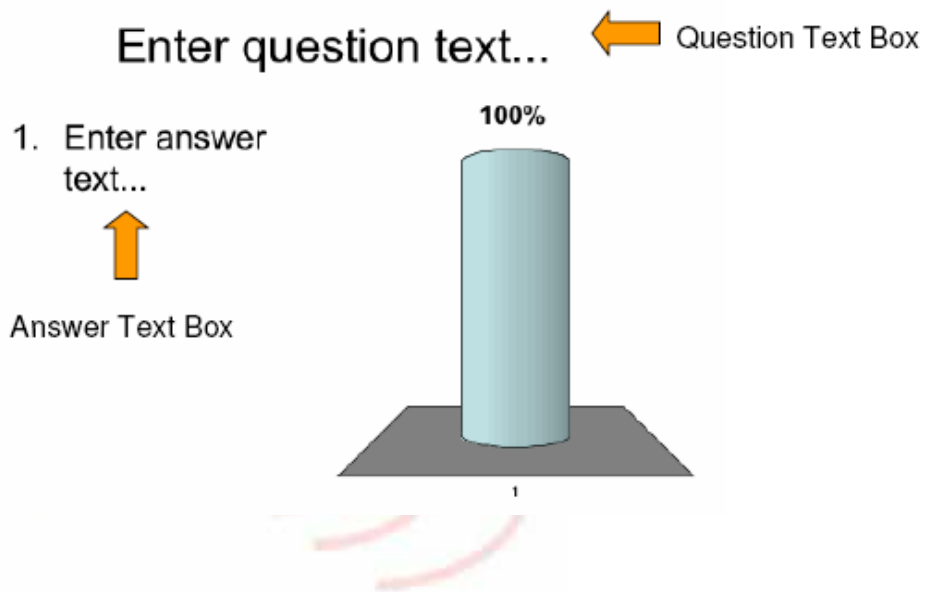 Enter question text...
Question Text Box
100%
1. Enter answer
text...
Answer Text Box
1